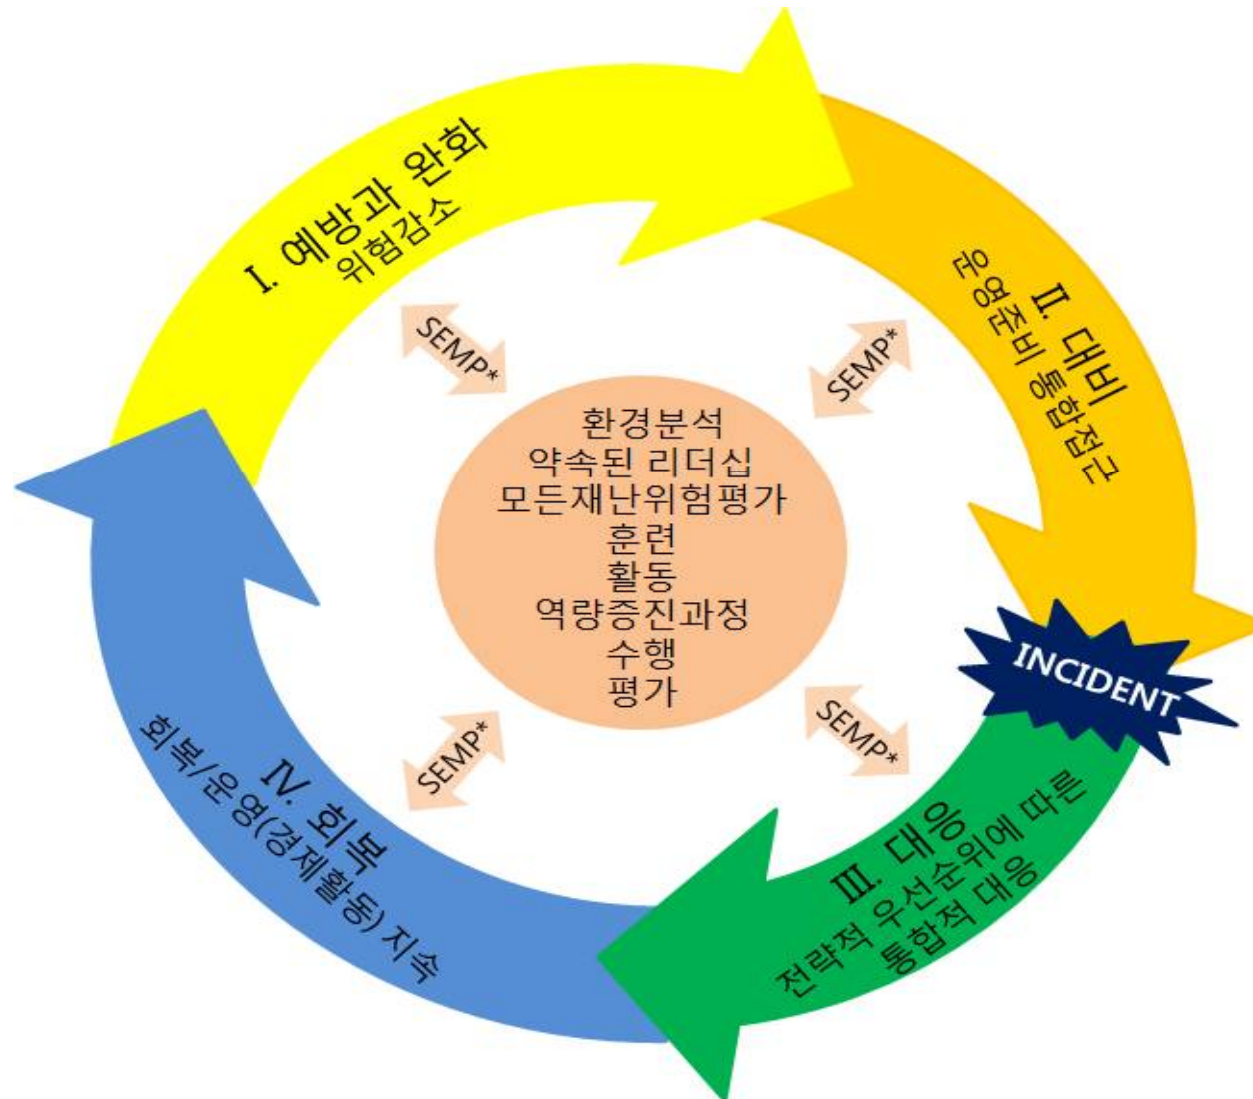 I. 예방과 완화
위험감소
II. 대비
운영준비 통합접근
SEMP*
SEMP*
환경분석
약속된 리더십
모든재난위험평가
훈련
활동
역량증진과정
수행
평가
INCIDENT
SEMP*
SEMP*
III. 대응
전략적 우선순위에 따른
통합적 대응
IV. 회복
회복/운영(경제활동) 지속